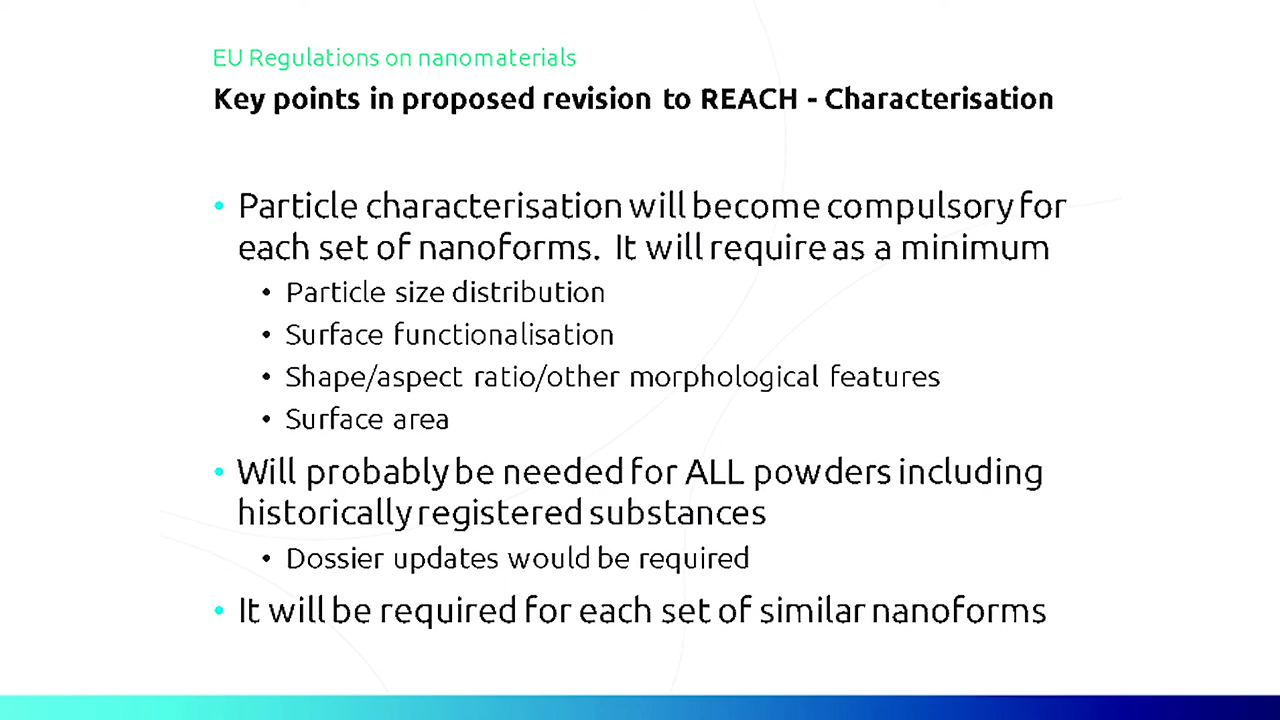 EU Regulations on nanomaterials
Key points in proposed revision to REACH - Characterisation
• Particle characterisation will become compulsory for
each set of nanoforms. It will require as a minimum
• Particle size distribution
• Surface functionalisation
• Shape/aspect ratio/other morphological features
• Surface area
• Will probably be needed for ALL powders including
historically registered substances
• Dossier updates would be required
• It will be required for each set of similar nanoforms